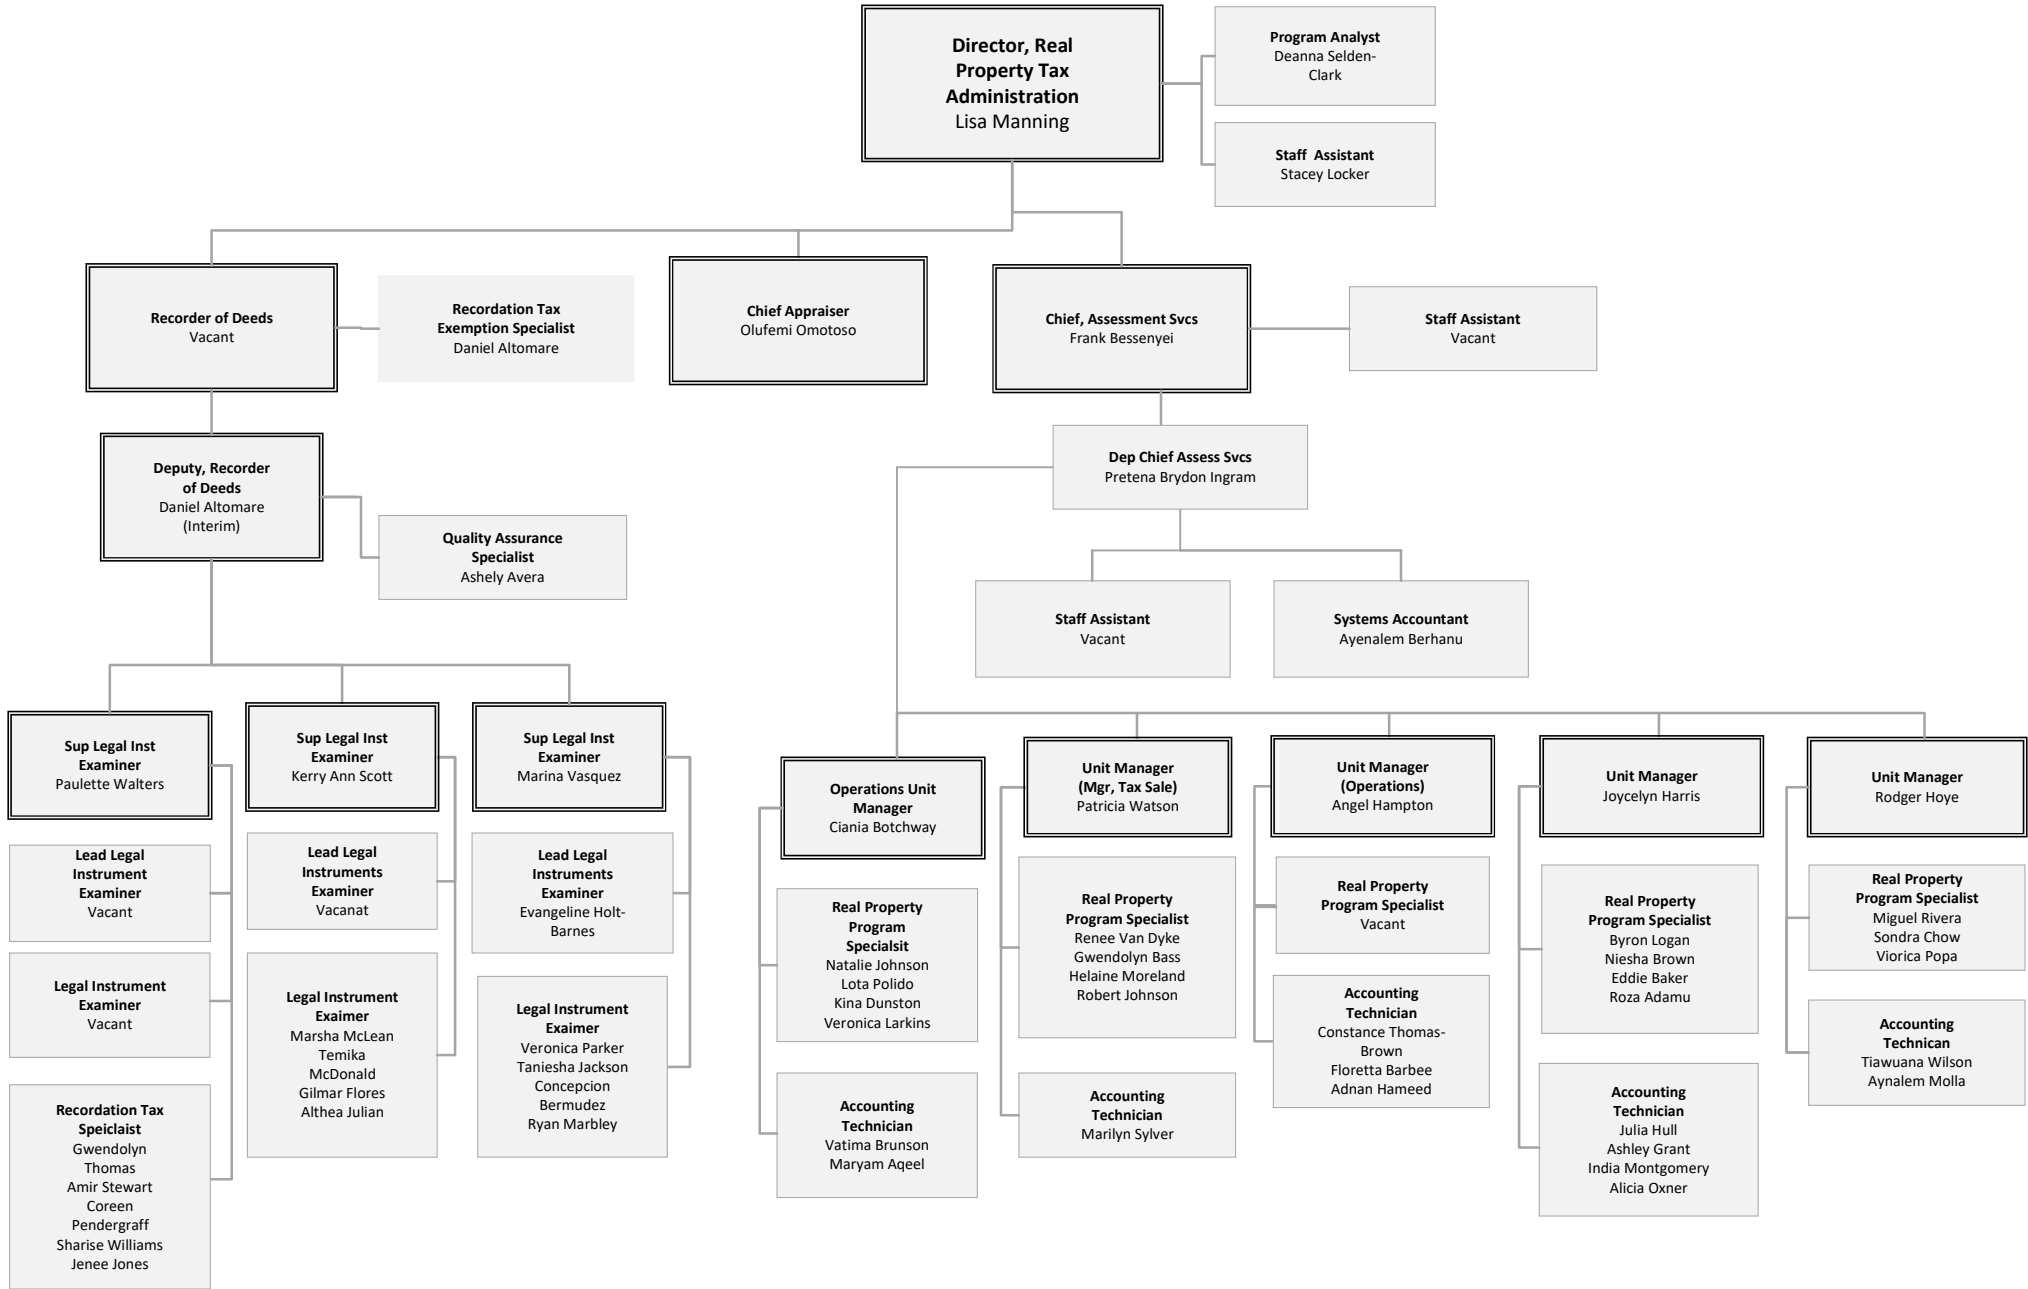 Director, Real
Property Tax
Administration
Lisa Manning
Program Analyst
Deanna Selden-
Clark
Staff Assistant
Stacey Locker
Recorder of Deeds
Vacant
Recordation Tax
Exemption Specialist
Daniel Altomare
Chief Appraiser
Olufemi Omotoso
Chief, Assessment Svcs
Frank Bessenyei
Staff Assistant
Vacant
Deputy, Recorder
of Deeds
Daniel Altomare
(Interim)
Quality Assurance
Specialist
Ashely Avera
Dep Chief Assess Svcs
Pretena Brydon Ingram
Staff Assistant
Vacant
Systems Accountant
Ayenalem Berhanu
Sup Legal Inst
Examiner
Paulette Walters
Lead Legal
Instrument
Examiner
Vacant
Legal Instrument
Examiner
Vacant
Recordation Tax
Speiclaist
Gwendolyn
Thomas
Amir Stewart
Coreen
Pendergraff
Sharise Williams
Jenee Jones
Sup Legal Inst
Examiner
Kerry Ann Scott
Lead Legal
Instruments
Examiner
Vacanat
Legal Instrument
Exaimer
Marsha McLean
Temika
McDonald
Gilmar Flores
Althea Julian
Sup Legal Inst
Examiner
Marina Vasquez
Lead Legal
Instruments
Examiner
Evangeline Holt-
Barnes
Legal Instrument
Exaimer
Veronica Parker
Taniesha Jackson
Concepcion
Bermudez
Ryan Marbley
Operations Unit
Manager
Ciania Botchway
Real Property
Program
Specialsit
Natalie Johnson
Lota Polido
Kina Dunston
Veronica Larkins
Accounting
Technician
Vatima Brunson
Maryam Aqeel
Unit Manager
(Mgr, Tax Sale)
Patricia Watson
Real Property
Program Specialist
Renee Van Dyke
Gwendolyn Bass
Helaine Moreland
Robert Johnson
Accounting
Technician
Marilyn Sylver
Unit Manager
(Operations)
Angel Hampton
Real Property
Program Specialist
Vacant
Accounting
Technician
Constance Thomas-
Brown
Floretta Barbee
Adnan Hameed
Unit Manager
Joycelyn Harris
Real Property
Program Specialist
Byron Logan
Niesha Brown
Eddie Baker
Roza Adamu
Accounting
Technician
Julia Hull
Ashley Grant
India Montgomery
Alicia Oxner
Unit Manager
Rodger Hoye
Real Property
Program Specialist
Miguel Rivera
Sondra Chow
Viorica Popa
Accounting
Technican
Tiawuana Wilson
Aynalem Molla